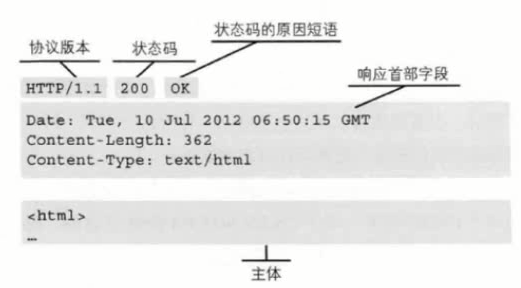 状态码的原因短语
协议版本 状态码
响应首部字段
HTTP/1.1 200 OK
Date: Tue, 10 Jul 2012 06:50:15 GMT
Content-Length: 362
Content-Type: text/html
<html>
…
主体